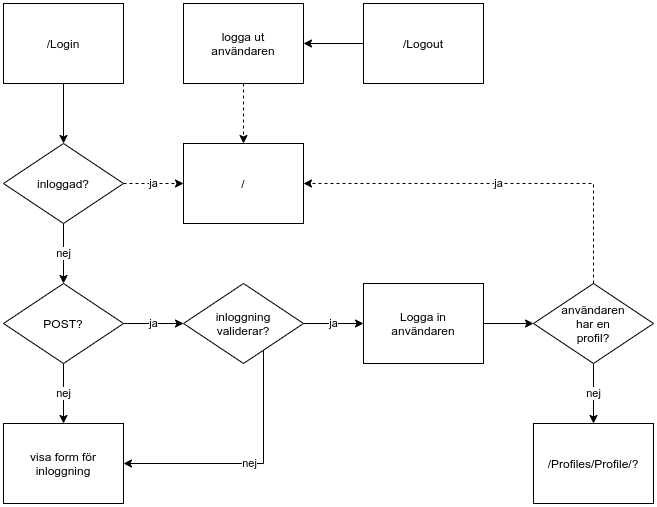 /Login
logga ut
användaren
/Logout
inloggad?
ja
/
ja
nej
POST?
ja
inloggning
validerar?
ja
Logga in
användaren
användaren
har en
profil?
nej
nej
visa form för
inloggning
nej
/Profiles/Profile/?